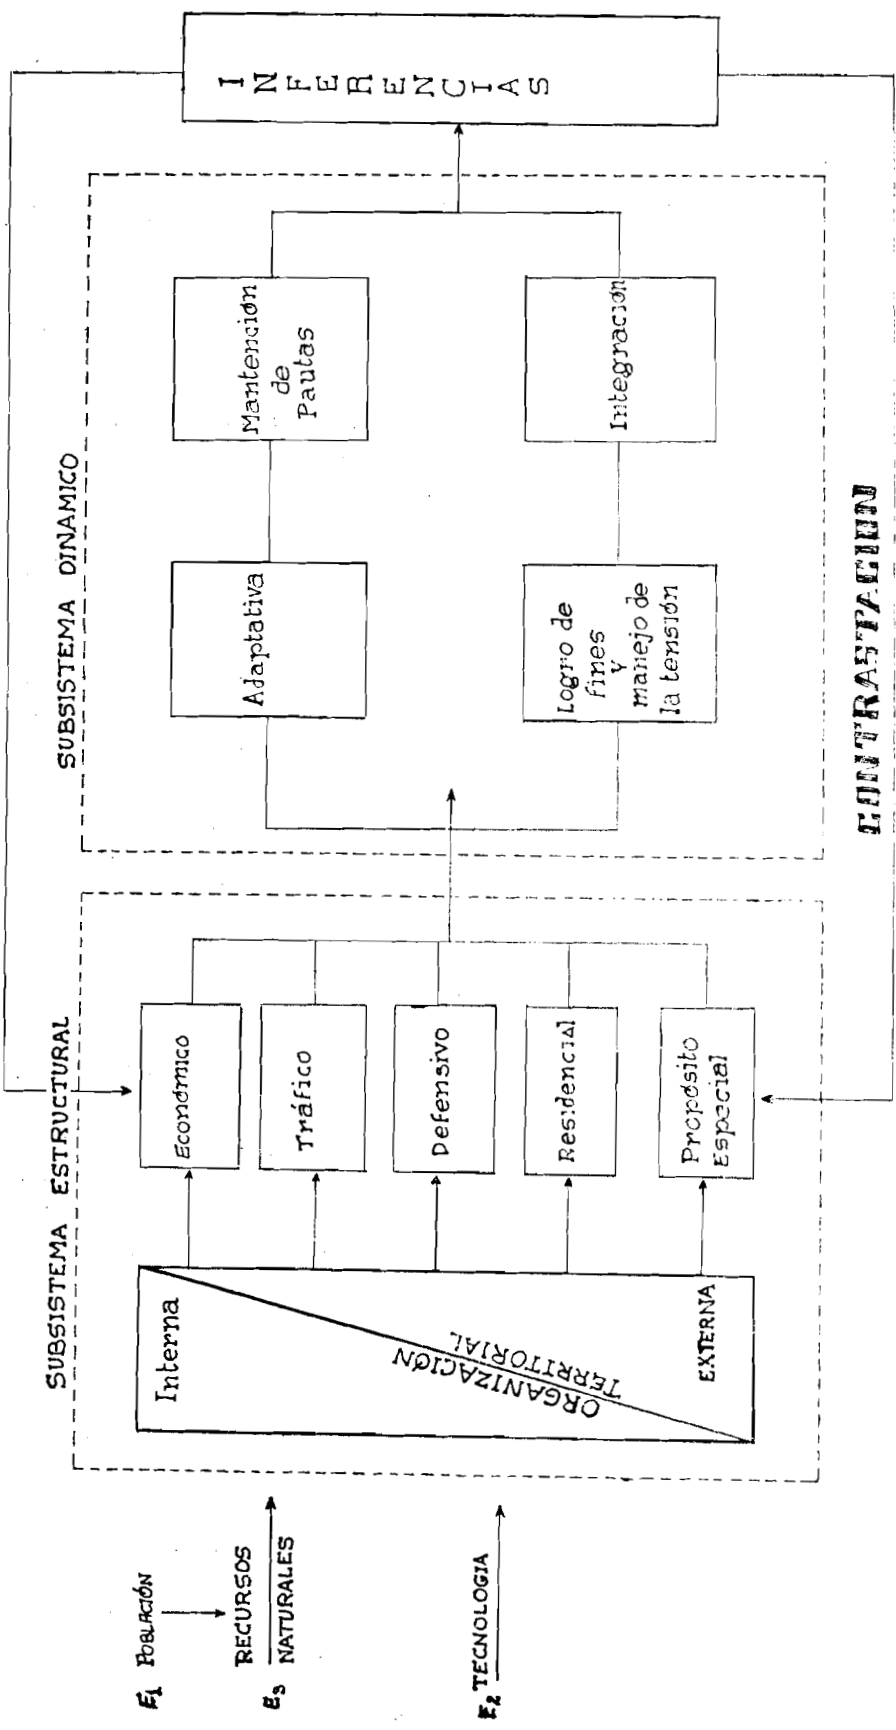 E1 POBLACIÓN
RECURSOS
E3 NATURALES
E2 TECNOLOGIA
SUBSISTEMA ESTRUCTURAL
Interna
ORGANIZACIÓN
TERRITORIAL
EXTERNA
Económico
Tráfico
Defensivo
Residencial
Propósito
Especial
SUBSISTEMA DINAMICO
Adaptativa
Mantención
de
Pautas
Logro de
fines
y
manejo de
la tensión
Integración
INFERENCIAS
CONTRASTACION